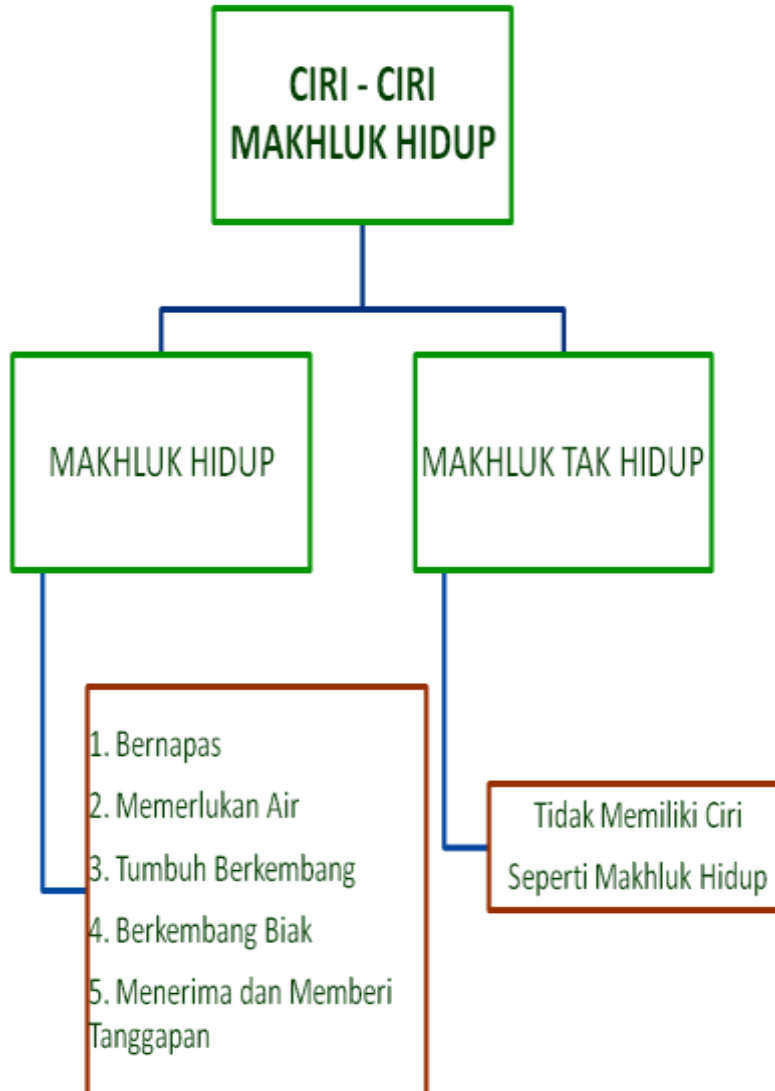 CIRI - CIRI
MAKHLUK HIDUP
MAKHLUK HIDUP
MAKHLUK TAK HIDUP
1. Bernapas
2. Memerlukan Air
3. Tumbuh Berkembang
4. Berkembang Biak
5. Menerima dan Memberi
Tanggapan
Tidak Memiliki Ciri
Seperti Makhluk Hidup